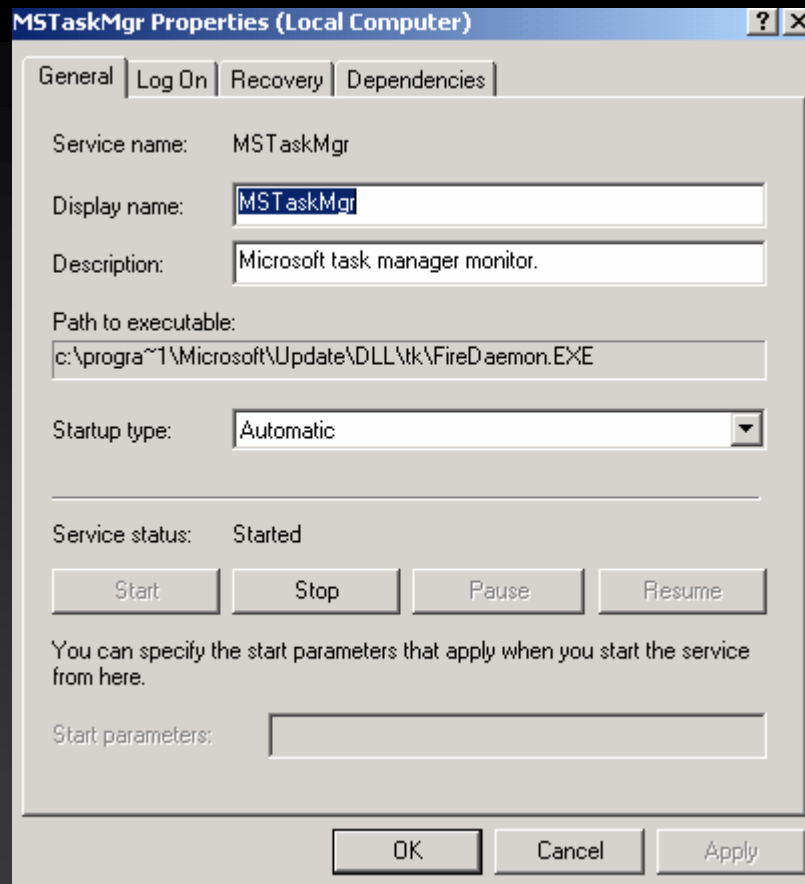 MSTaskMgr Properties (Local Computer)
General Log On Recovery Dependencies
Service name: MSTaskMgr
Display name: MSTaskMgr
Description: Microsoft task manager monitor.
Path to executable:
c:\progra~1\Microsoft\Update\DLL\tk\FireDaemon.EXE
Startup type: Automatic
Service status: Started
Start Stop Pause Resume
You can specify the start parameters that apply when you start the service
from here.
Start parameters:
OK Cancel Apply